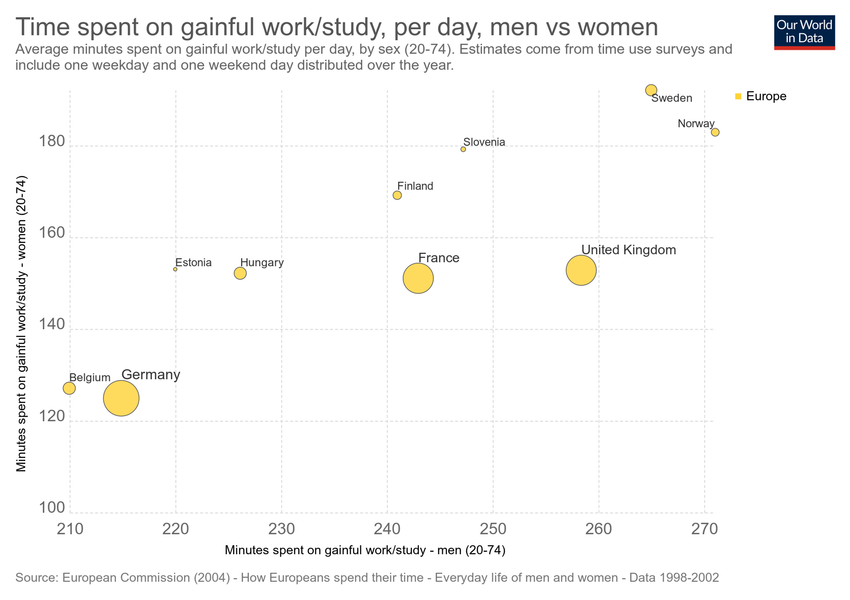 Time spent on gainful work/study, per day, men vs women
Average minutes spent on gainful work/study per day, by sex (20-74). Estimates come from time use surveys and
include one weekday and one weekend day distributed over the year.
Our World
in Data
Europe
Sweden
Norway
Slovenia
Finland
United Kingdom
France
Estonia
Hungary
Germany
Belgium
Minutes spent on gainful work/study - women (20-74)
180
160
140
120
100
210 220 230 240 250 260 270
Minutes spent on gainful work/study - men (20-74)
Source: European Commission (2004) - How Europeans spend their time - Everyday life of men and women - Data 1998-2002